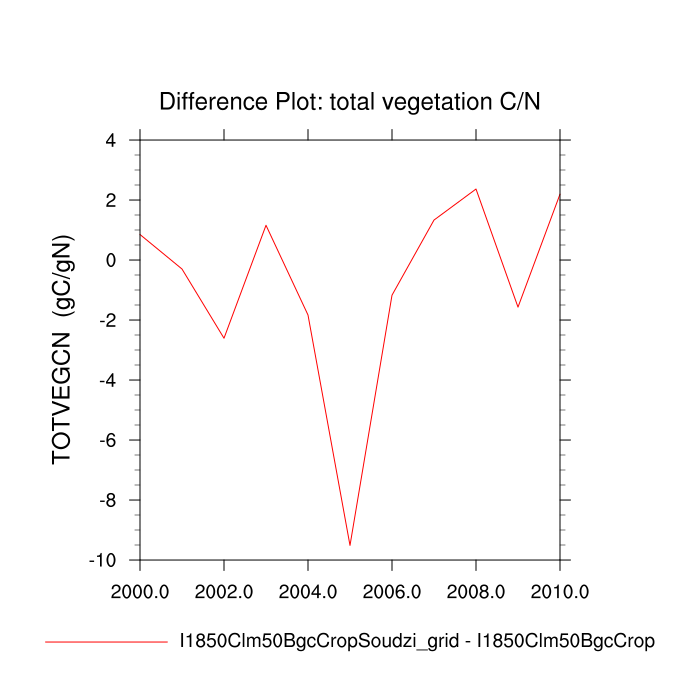 Difference Plot: total vegetation C/N
TOTVEGCN (gC/gN)
4
2
0
-2
-4
-6
-8
-10
2000.0 2002.0 2004.0 2006.0 2008.0 2010.0
I1850Clm50BgcCropSoudzi_grid - I1850Clm50BgcCrop